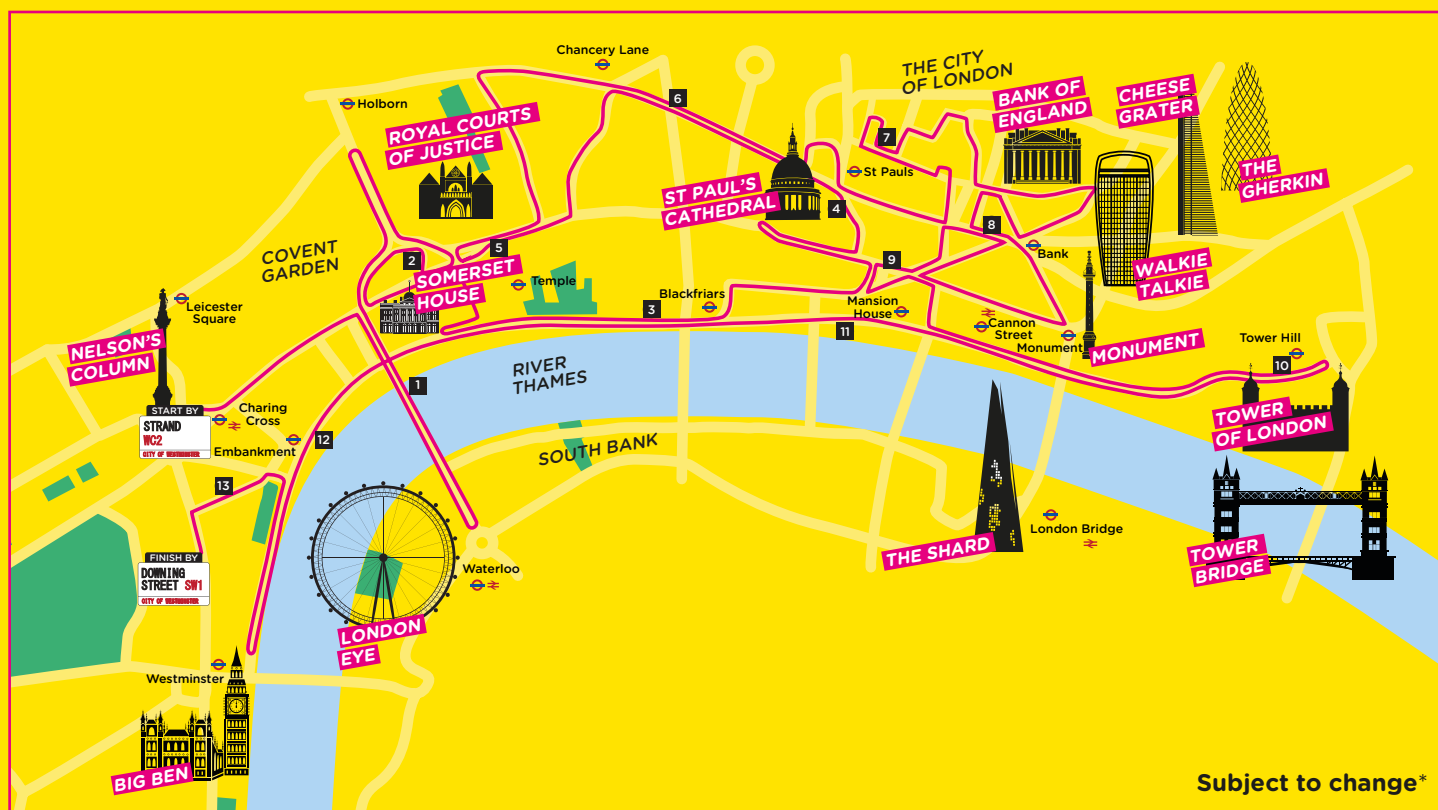 Chancery Lane
THE CITY
OF LONDON
6
BANK OF
ENGLAND
CHEESE
GRATER
Holborn
ROYAL COURTS
OF JUSTICE
7
St Pauls
THE
GHERKIN
ST PAUL'S
CATHEDRAL
4
8
COVENT
GARDEN
2
5
SOMERSET
HOUSE
Temple
9
Bank
WALKIE
TALKIE
Leicester
Square
Blackfriars
3
Mansion
House
11
Cannon
Street
Monument
MONUMENT
Tower Hill
10
NELSON'S
COLUMN
RIVER
THAMES
1
START BY
STRAND
WC2
CITY OF WESTMINSTER
Charing
Cross
Embankment
12
SOUTH BANK
TOWER
OF LONDON
13
FINISH BY
DOWNING
STREET SW1
CITY OF WESTMINSTER
THE SHARD
London Bridge
TOWER
BRIDGE
Waterloo
LONDON
EYE
Westminster
BIG BEN
Subject to change*